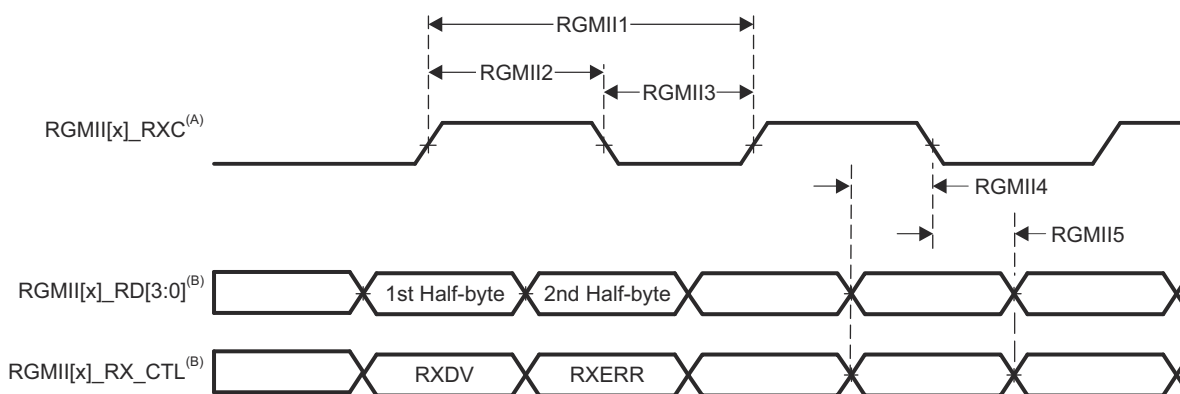 RGMII1
RGMII2
RGMII3
RGMII[x]_RXC(A)
RGMII4
RGMII5
RGMII[x]_RD[3:0](B) 1st Half-byte 2nd Half-byte
RGMII[x]_RX_CTL(B) RXDV RXERR